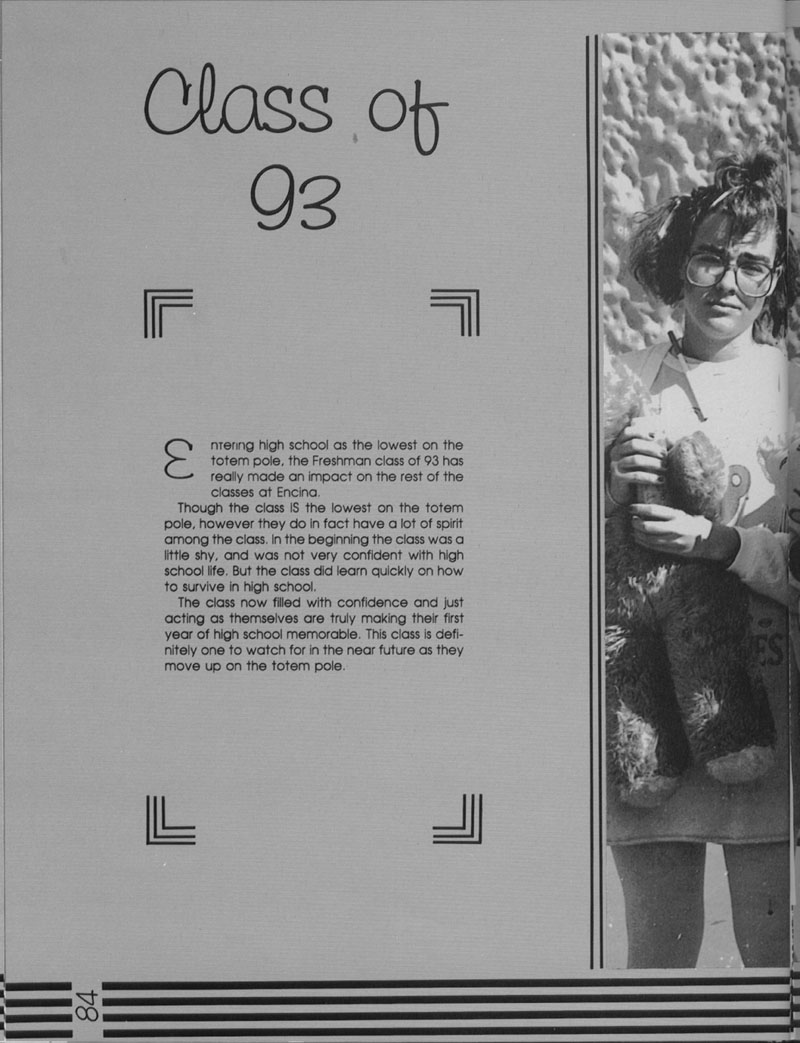 Class of
93
Entering high school as the lowest on the
totem pole, the Freshman class of 93 has
really made an impact on the rest of the
classes at Encina.
Though the class IS the lowest on the totem
pole, however they do in fact have a lot of spirit
among the class. In the beginning the class was a
little shy, and was not very confident with high
school life. But the class did learn quickly on how
to survive in high school.
The class now filled with confidence and just
acting as themselves are truly making their first
year of high school memorable. This class is defi-
nitely one to watch for in the near future as they
move up on the totem pole.
84